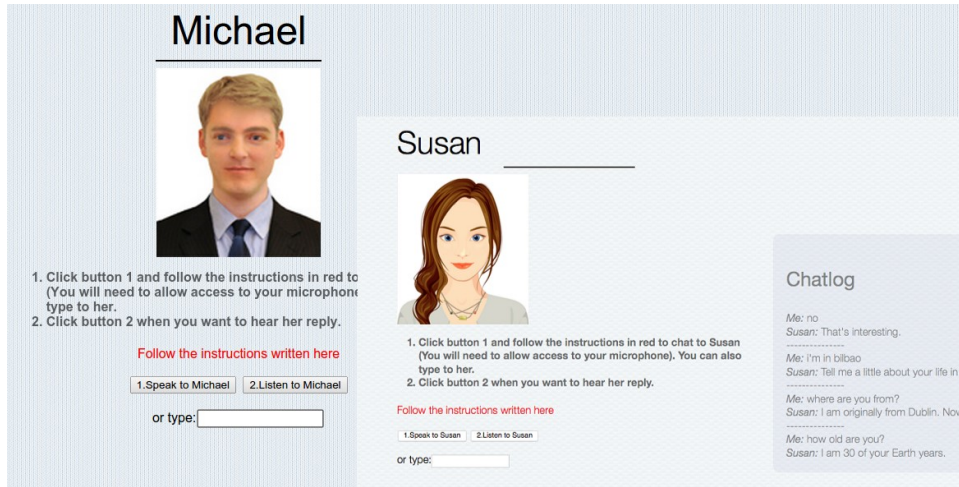 Michael
1. Click button 1 and follow the instructions in red to
(You will need to allow access to your microphone
type to her.
2. Click button 2 when you want to hear her reply.
Follow the instructions written here
1.Speak to Michael 2.Listen to Michael
or type:
Susan
1. Click button 1 and follow the instructions in red to chat to Susan
(You will need to allow access to your microphone). You can also
type to her.
2. Click button 2 when you want to hear her reply.
Follow the instructions written here
1.Speak to Susan 2.Listen to Susan
or type:
Chatlog
Me: no
Susan: That's interesting.
---------------
Me: i'm in bilbao
Susan: Tell me a little about your life in
---------------
Me: where are you from?
Susan: I am originally from Dublin. Now
---------------
Me: how old are you?
Susan: I am 30 of your Earth years.